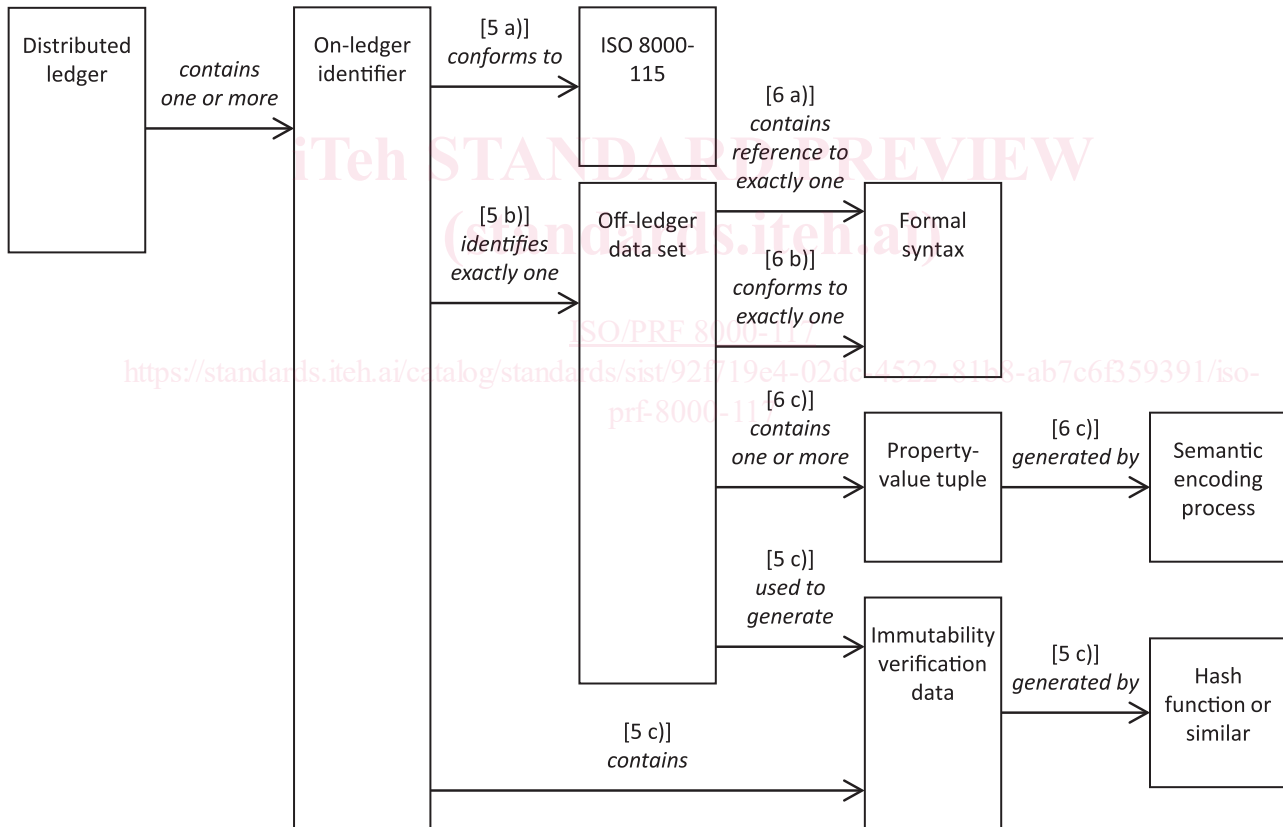 Distributed
ledger
contains
one or more
On-ledger
identifier
[5 a)]
conforms to
ISO 8000-
115
[5 b)]
identifies
exactly one
Off-ledger
data set
[6 a)]
contains
reference to
exactly one
[6 b)]
conforms to
exactly one
Formal
syntax
[6 c)]
contains
one or more
Property-
value tuple
[6 c)]
generated by
Semantic
encoding
process
[5 c)]
used to
generate
Immutability
verification
data
[5 c)]
generated by
Hash
function or
similar
[5 c)]
contains
iTeh STANDARD PREVIEW
(standards.iteh.ai)
ISO/PRF 8000-117
https://standards.iteh.ai/catalog/standards/sist/92f719e4-02dc-4522-81b8-ab7c6f359391/iso-
prf-8000-117